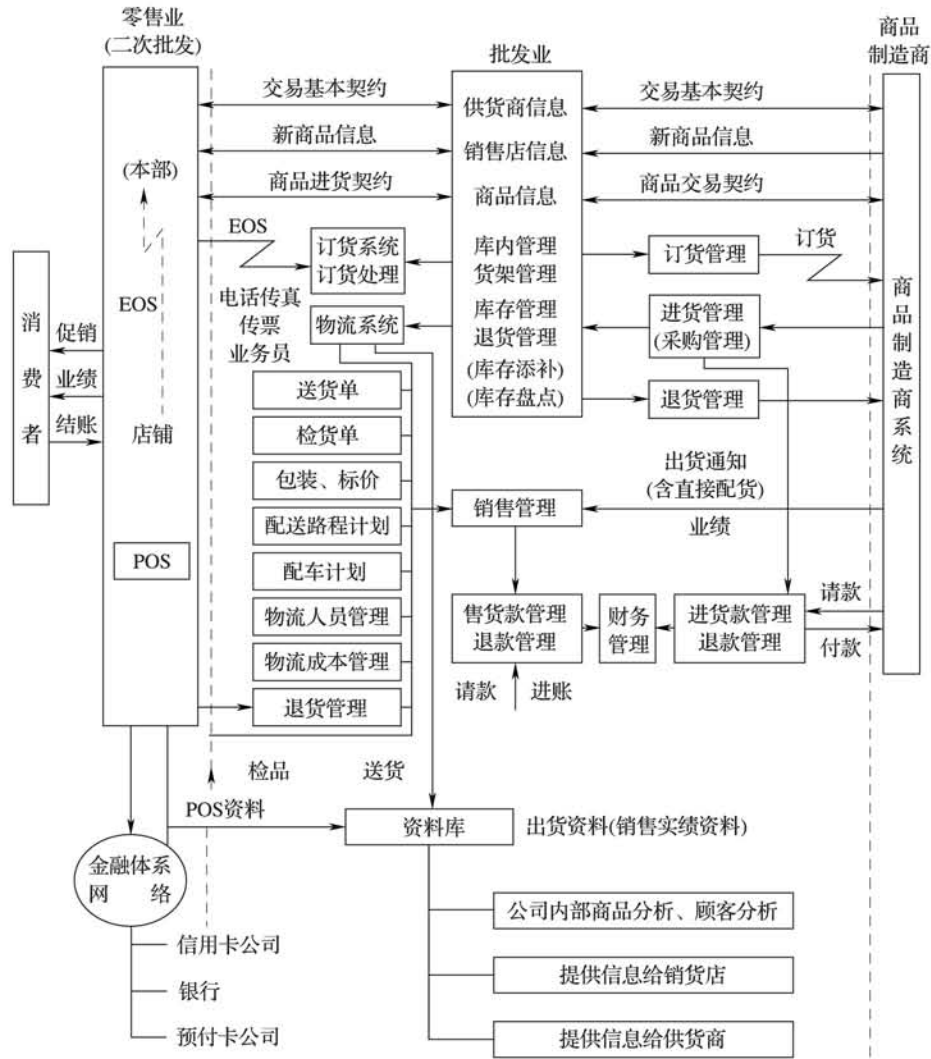 零售业
(二次批发)
批发业
商品
制造商
交易基本契约
供货商信息
交易基本契约
新商品信息
销售店信息
新商品信息
(本部)
商品进货契约
商品信息
商品交易契约
EOS
订货系统
订货处理
库内管理
货架管理
订货管理
订货
EOS
电话传真
传票
业务员
物流系统
库存管理
退货管理
(库存添补)
(库存盘点)
进货管理
(采购管理)
退货管理
商品制造商系统
消费者
促销
业绩
结账
店铺
送货单
检货单
包装、标价
配送路程计划
配车计划
物流人员管理
物流成本管理
退货管理
出货通知
(含直接配货)
销售管理
业绩
POS
售货款管理
退款管理
财务
管理
进货款管理
退款管理
请款
付款
请款
进账
检品
送货
POS资料
资料库
出货资料(销售实绩资料)
金融体系
网 络
公司内部商品分析、顾客分析
信用卡公司
提供信息给销货店
银行
预付卡公司
提供信息给供货商